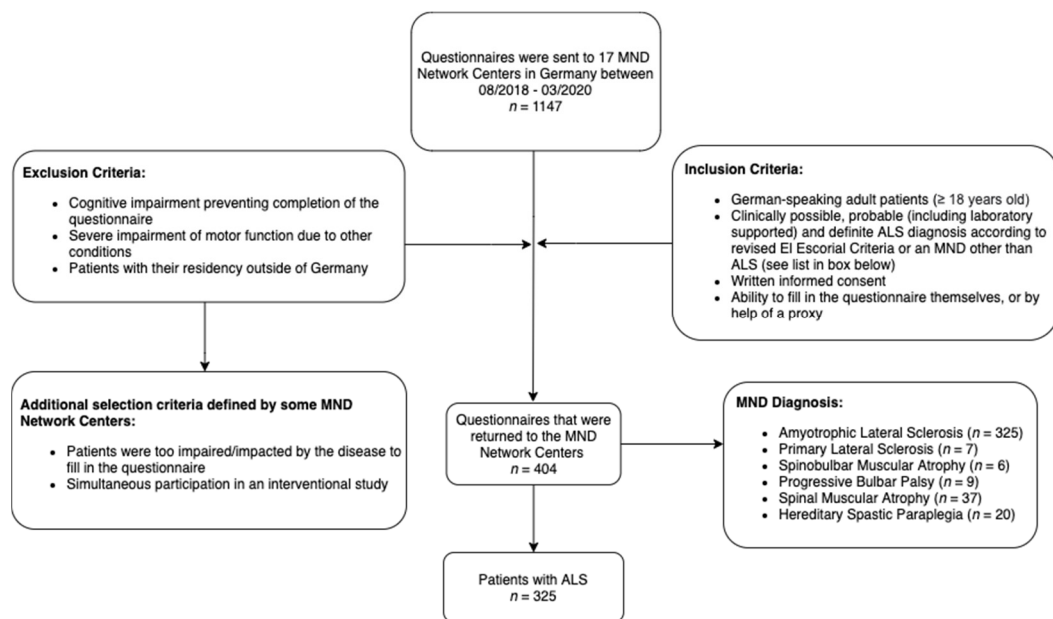 Questionnaires were sent to 17 MND
Network Centers in Germany between
08/2018 - 03/2020
n = 1147
Exclusion Criteria:
• Cognitive impairment preventing completion of the
questionnaire
• Severe impairment of motor function due to other
conditions
• Patients with their residency outside of Germany
Inclusion Criteria:
• German-speaking adult patients (≥ 18 years old)
• Clinically possible, probable (including laboratory
supported) and definite ALS diagnosis according to
revised El Escorial Criteria or an MND other than
ALS (see list in box below)
• Written informed consent
• Ability to fill in the questionnaire themselves, or by
help of a proxy
Additional selection criteria defined by some MND
Network Centers:
• Patients were too impaired/impacted by the disease to
fill in the questionnaire
• Simultaneous participation in an interventional study
Questionnaires that were
returned to the MND
Network Centers
n = 404
MND Diagnosis:
• Amyotrophic Lateral Sclerosis (n = 325)
• Primary Lateral Sclerosis (n = 7)
• Spinobulbar Muscular Atrophy (n = 6)
• Progressive Bulbar Palsy (n = 9)
• Spinal Muscular Atrophy (n = 37)
• Hereditary Spastic Paraplegia (n = 20)
Patients with ALS
n = 325